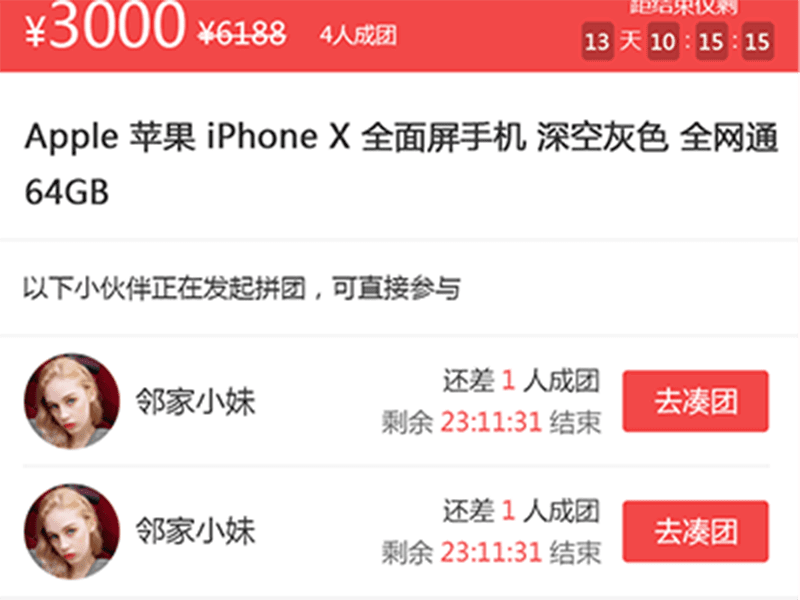 ¥3000 ¥6188 4人成团
距结束仅剩
13 天 10 : 15 : 15
Apple 苹果 iPhone X 全面屏手机 深空灰色 全网通
64GB
以下小伙伴正在发起拼团，可直接参与
邻家小妹
还差 1 人成团
剩余 23:11:31 结束
去凑团
邻家小妹
还差 1 人成团
剩余 23:11:31 结束
去凑团